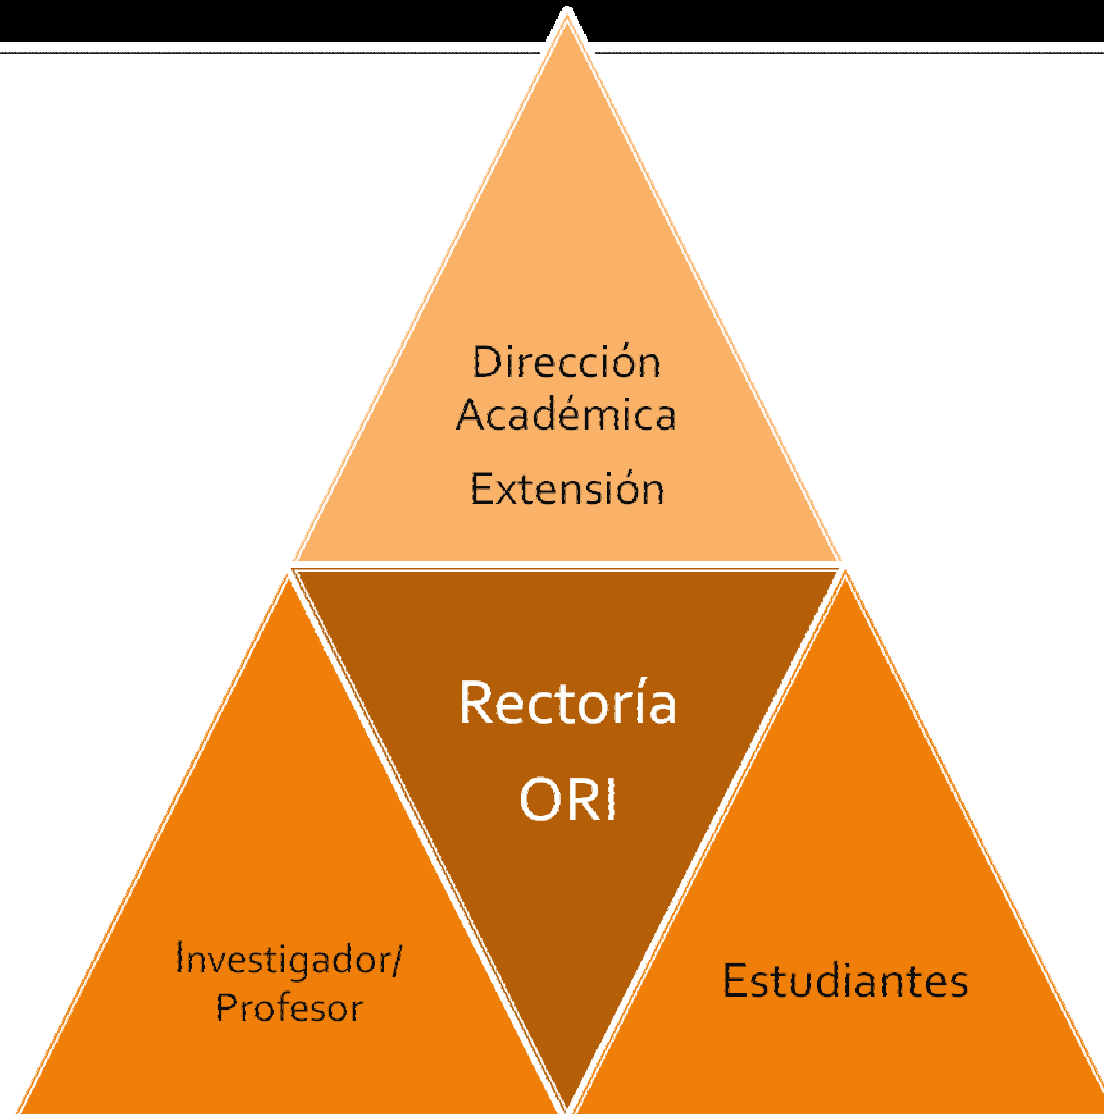 Dirección
Académica
Extensión
Rectoría
ORI
Investigador/
Profesor
Estudiantes